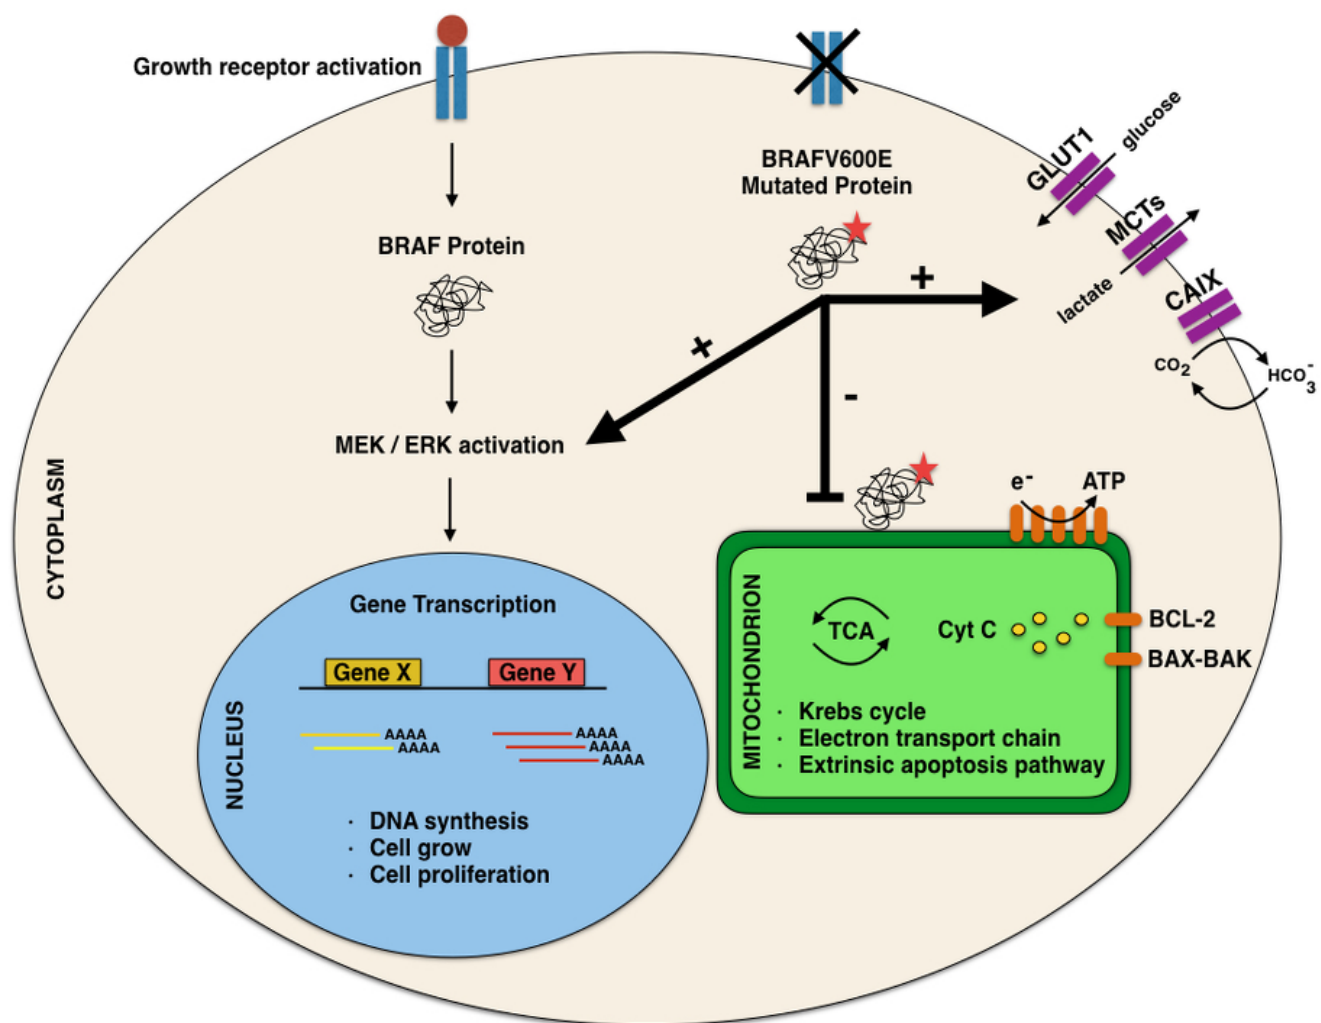 Growth receptor activation
BRAF Protein
MEK / ERK activation
BRAFV600E
Mutated Protein
+
+
-
GLUT1
glucose
MCTs
lactate
CAIX
CO2
HCO3-
CYTOPLASM
NUCLEUS
Gene Transcription
Gene X
Gene Y
AAAA
AAAA
AAAA
AAAA
AAAA
· DNA synthesis
· Cell grow
· Cell proliferation
MITOCHONDRION
e-
ATP
TCA
Cyt C
BCL-2
BAX-BAK
· Krebs cycle
· Electron transport chain
· Extrinsic apoptosis pathway